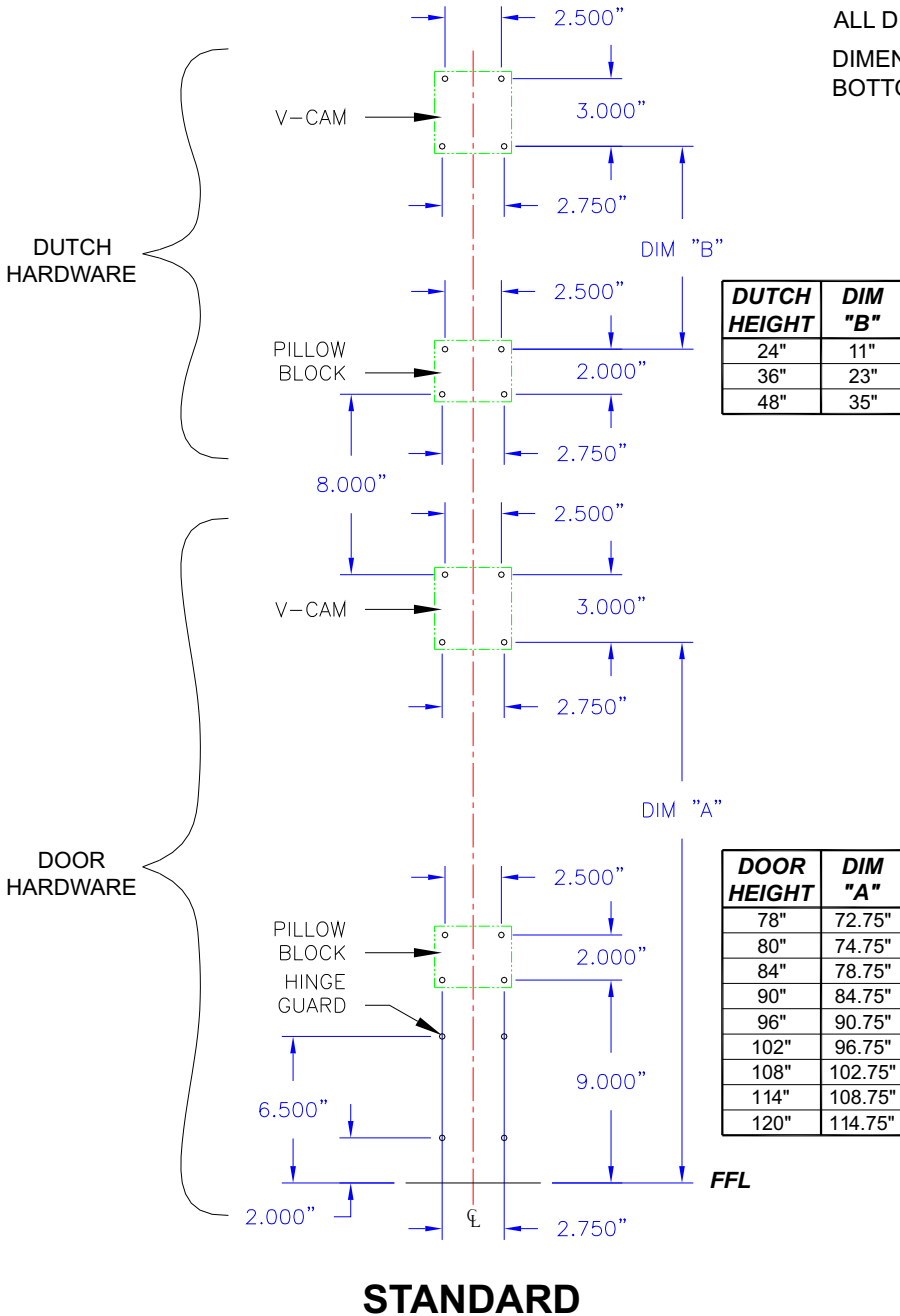 2.500”
ALL D
DIMEN
BOTTO
V-CAM
3.000”
2.750”
DIM ”B”
DUTCH
HARDWARE
2.500”
DUTCH HEIGHT DIM "B"
24" 11"
36" 23"
48" 35"
PILLOW
BLOCK
2.000”
2.750”
8.000”
2.500”
V-CAM
3.000”
2.750”
DIM ”A”
DOOR
HARDWARE
2.500”
DOOR HEIGHT DIM "A"
78" 72.75"
80" 74.75"
84" 78.75"
90" 84.75"
96" 90.75"
102" 96.75"
108" 102.75"
114" 108.75"
120" 114.75"
PILLOW
BLOCK
2.000”
HINGE
GUARD
9.000”
6.500”
FFL
2.000”
℄
2.750”
STANDARD